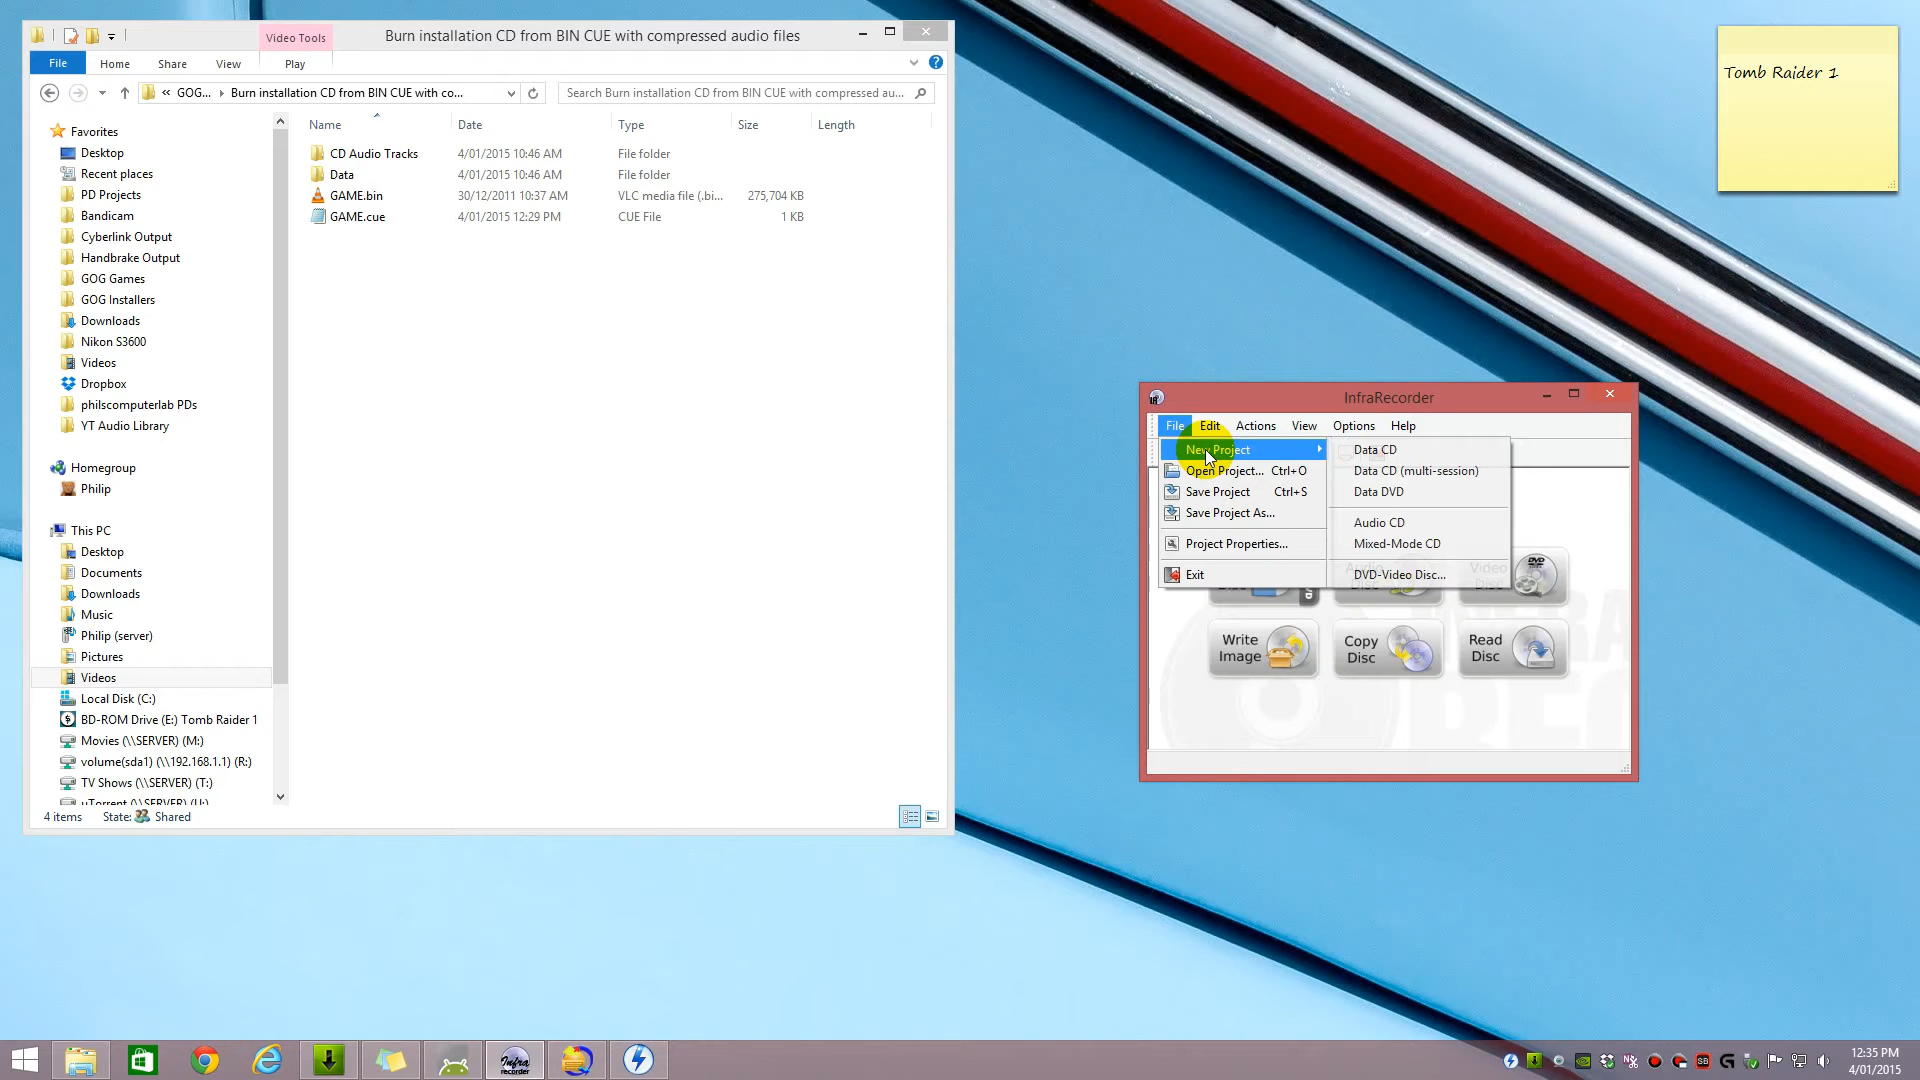 Video Tools
Burn installation CD from BIN CUE with compressed audio files
File
Home
Share
View
Play
« GOG...
Burn installation CD from BIN CUE with co...
Search Burn installation CD from BIN CUE with compressed au...
Name
Date
Type
Size
Length
CD Audio Tracks
4/01/2015 10:46 AM
File folder
Data
4/01/2015 10:46 AM
File folder
GAME.bin
30/12/2011 10:37 AM
VLC media file (.bi...
275,704 KB
GAME.cue
4/01/2015 12:29 PM
CUE File
1 KB
Favorites
Desktop
Recent places
PD Projects
Bandicam
Cyberlink Output
Handbrake Output
GOG Games
GOG Installers
Downloads
Nikon S3600
Videos
Dropbox
philscomputerlab PDs
YT Audio Library
Homegroup
Philip
This PC
Desktop
Documents
Downloads
Music
Philip (server)
Pictures
Videos
Local Disk (C:)
BD-ROM Drive (E:) Tomb Raider 1
Movies (\\SERVER) (M:)
volume(sda1) (\\192.168.1.1) (R:)
TV Shows (\\SERVER) (T:)
uTorrent (\\SERVER) (U:)
4 items
State:
Shared
Tomb Raider 1
InfraRecorder
File
Edit
Actions
View
Options
Help
New Project
Open Project... Ctrl+O
Save Project Ctrl+S
Save Project As...
Project Properties...
Exit
Data CD
Data CD (multi-session)
Data DVD
Audio CD
Mixed-Mode CD
DVD-Video Disc...
DVD
Write Image
Copy Disc
Read Disc
Infra recorder
12:35 PM
4/01/2015